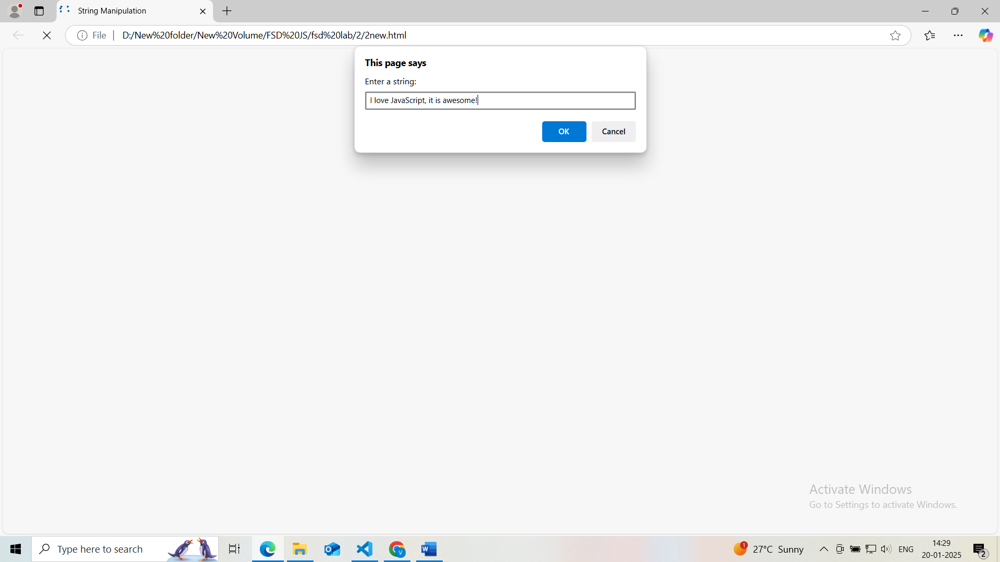 String Manipulation
File
D:/New%20folder/New%20Volume/FSD%20JS/fsd%20lab/2/2new.html
This page says
Enter a string:
I love JavaScript, it is awesome!
OK Cancel
Activate Windows
Go to Settings to activate Windows.
Type here to search
1
27°C Sunny
ENG
14:29
20-01-2025
2